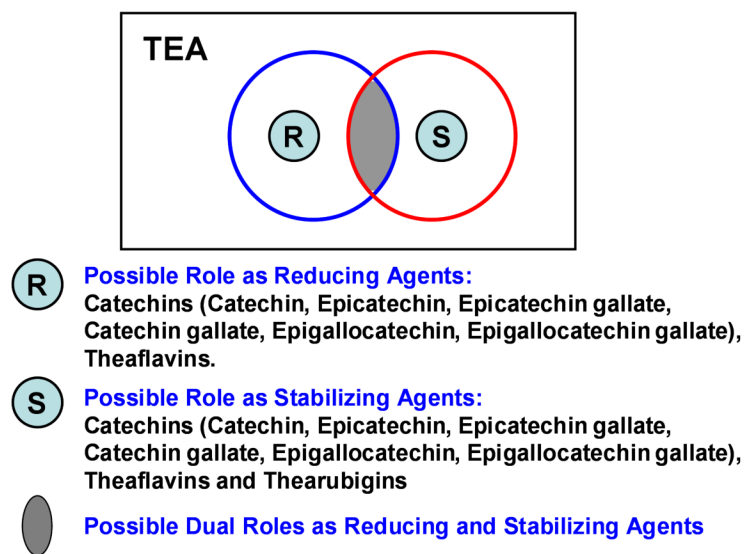 TEA
R
S
R
Possible Role as Reducing Agents:
Catechins (Catechin, Epicatechin, Epicatechin gallate,
Catechin gallate, Epigallocatechin, Epigallocatechin gallate),
Theaflavins.
S
Possible Role as Stabilizing Agents:
Catechins (Catechin, Epicatechin, Epicatechin gallate,
Catechin gallate, Epigallocatechin, Epigallocatechin gallate),
Theaflavins and Thearubigins
Possible Dual Roles as Reducing and Stabilizing Agents